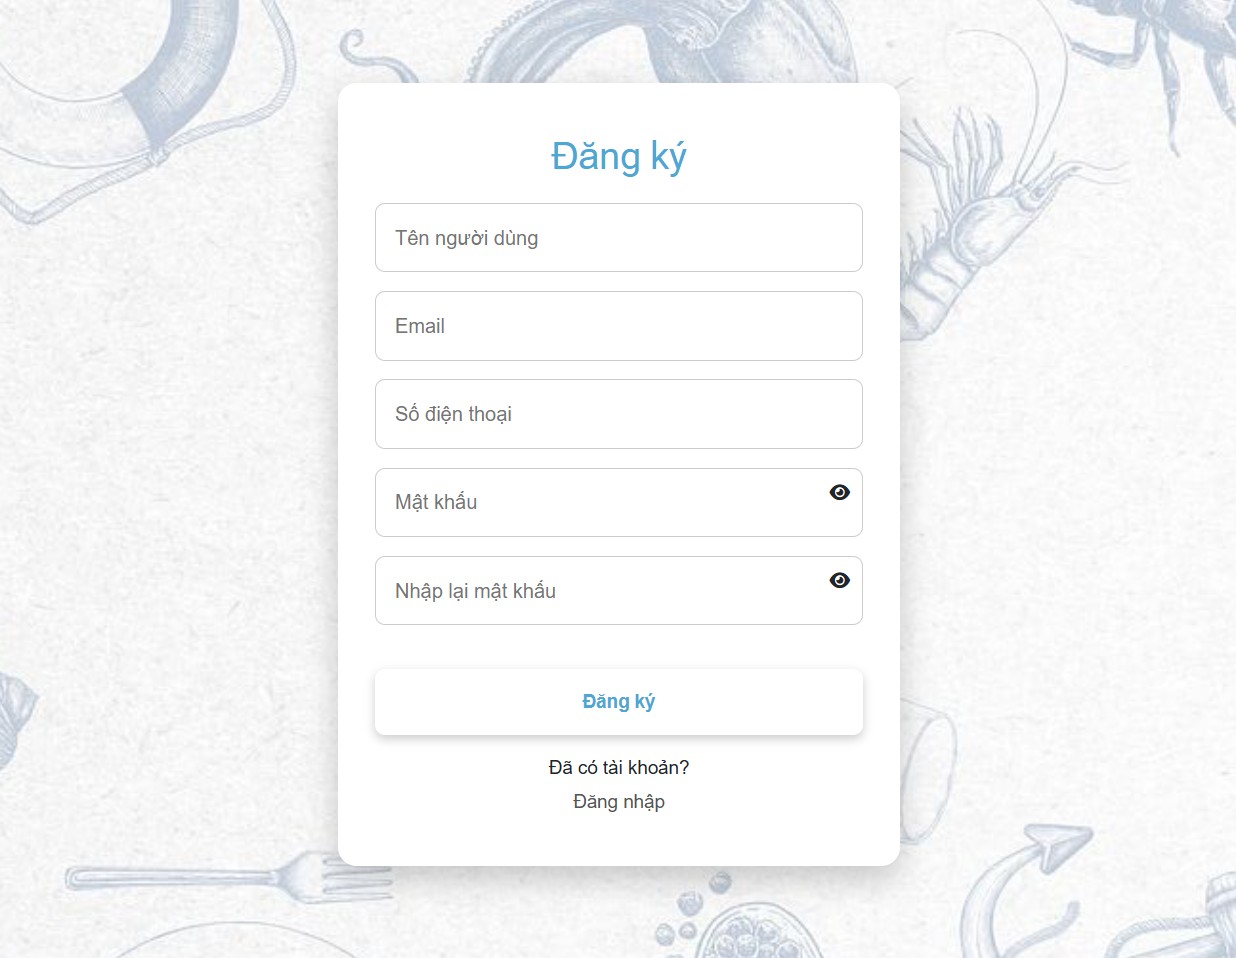 Đăng ký
Tên người dùng
Email
Số điện thoại
Mật khẩu
Nhập lại mật khẩu
Đăng ký
Đã có tài khoản?
Đăng nhập